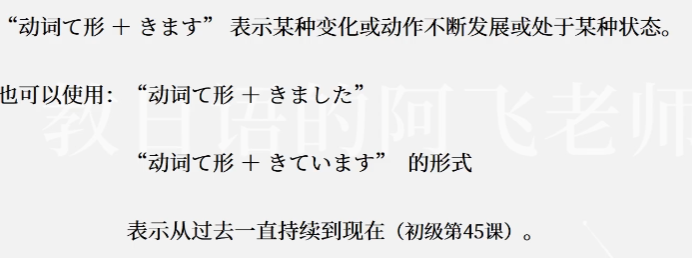 “动词て形 ＋ きます” 表示某种变化或动作不断发展或处于某种状态。
也可以使用：“动词て形 ＋ きました”
“动词て形 ＋ きています” 的形式
表示从过去一直持续到现在（初级第45课）。
教日语的阿飞老师